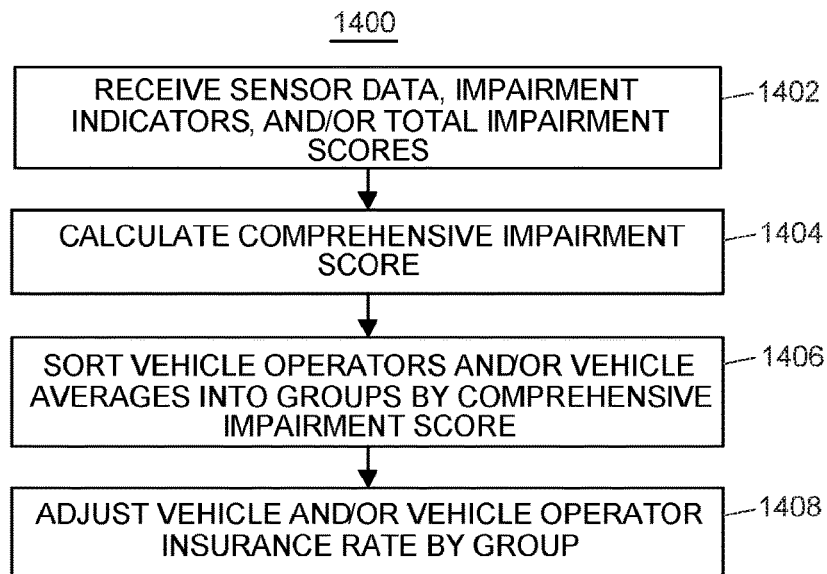 1400
RECEIVE SENSOR DATA, IMPAIRMENT
INDICATORS, AND/OR TOTAL IMPAIRMENT
SCORES
1402
CALCULATE COMPREHENSIVE IMPAIRMENT
SCORE
1404
SORT VEHICLE OPERATORS AND/OR VEHICLE
AVERAGES INTO GROUPS BY COMPREHENSIVE
IMPAIRMENT SCORE
1406
ADJUST VEHICLE AND/OR VEHICLE OPERATOR
INSURANCE RATE BY GROUP
1408